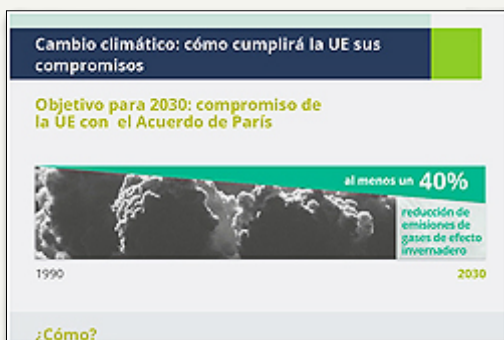 Cambio climático: cómo cumplirá la UE sus
compromisos
Objetivo para 2030: compromiso de
la UE con el Acuerdo de París
al menos un 40%
reducción de
emisiones de
gases de efecto
invernadero
1990
2030
¿Cómo?